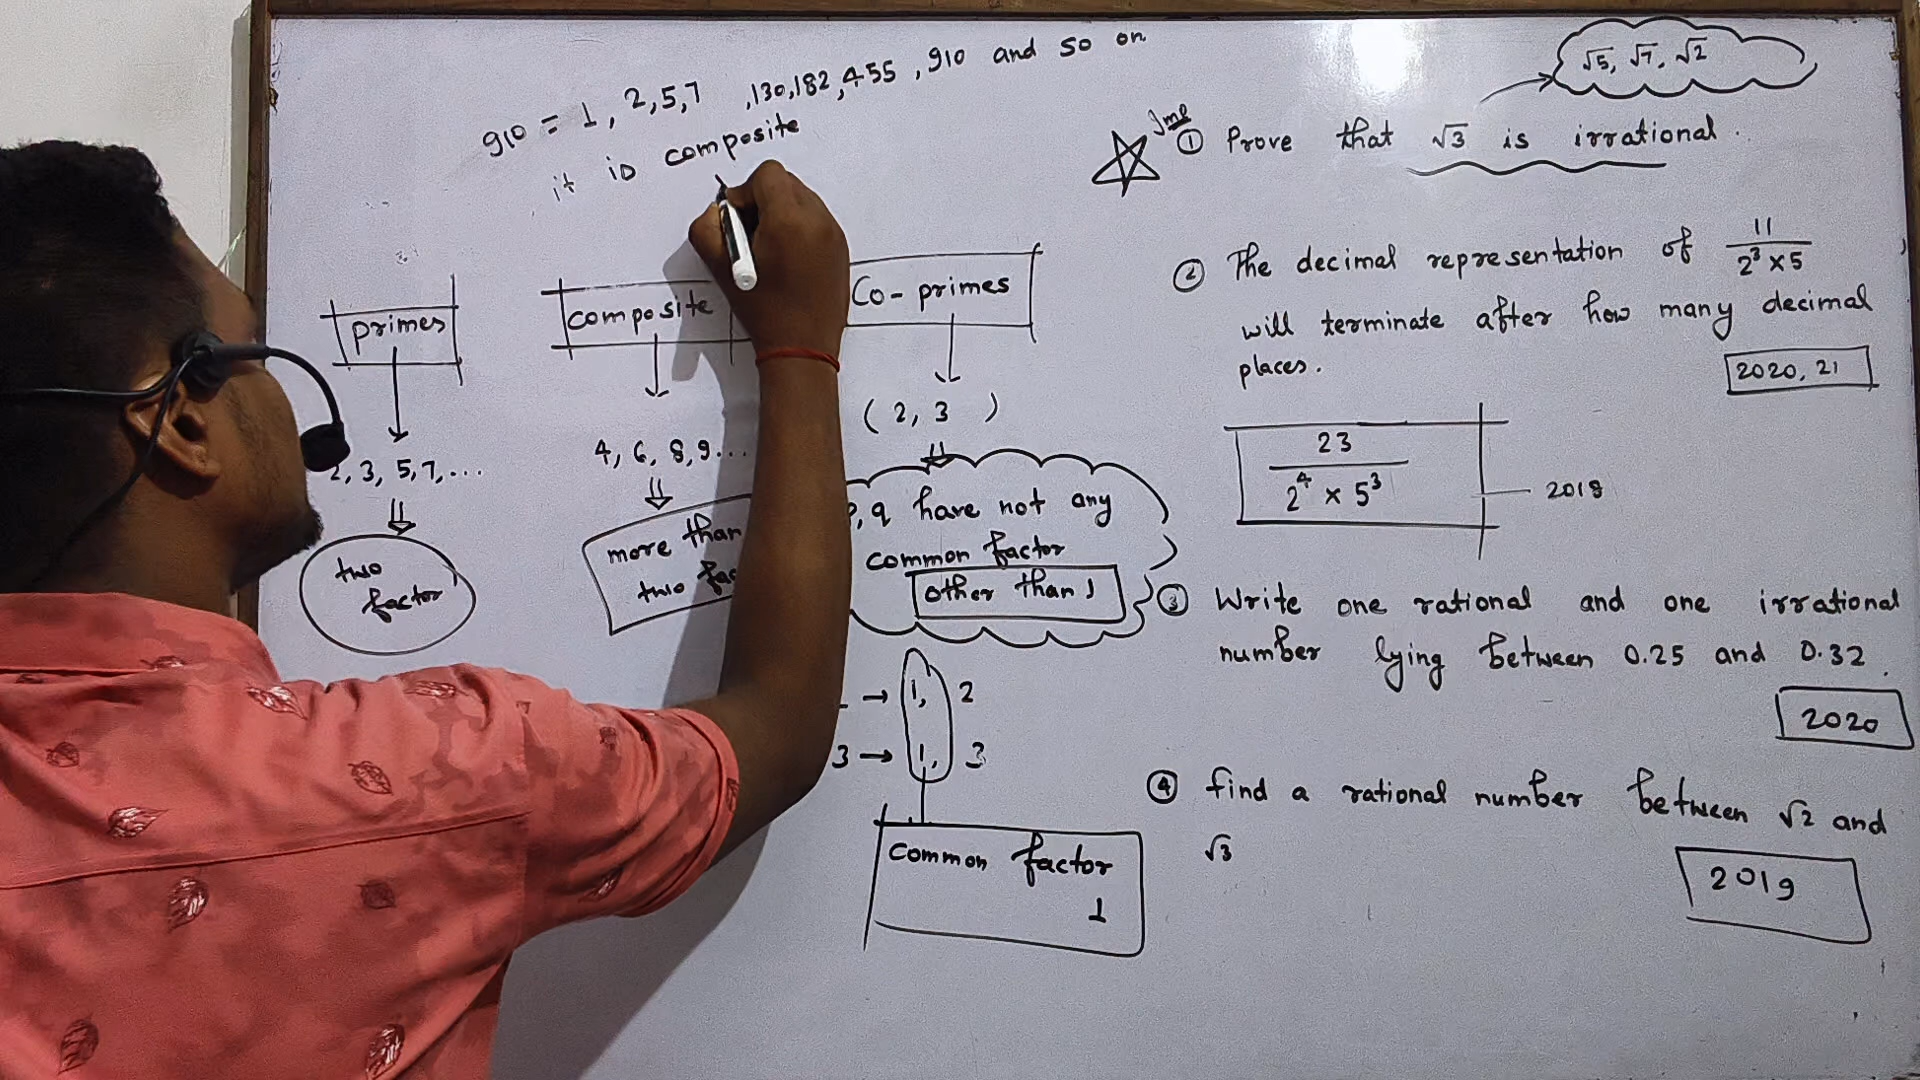 910 = 1, 2,5,7 ,130,182,455 ,910 and so on
it is composite
primes
2, 3, 5,7,...
two
factor
composite
4, 6, 8,9...
more than
two fac
Co-primes
( 2, 3 )
p,q have not any
common factor
other than 1
→ 1, 2
3 → 1, 3
common factor
1
√5, √7, √2
Imp
① Prove that √3 is irrational.
② The decimal representation of 11/2³×5
will terminate after how many decimal
places.
2020, 21
23/2⁴ × 5³
2018
③ Write one rational and one irrational
number lying between 0.25 and 0.32.
2020
④ find a rational number between √2 and
√3
2019